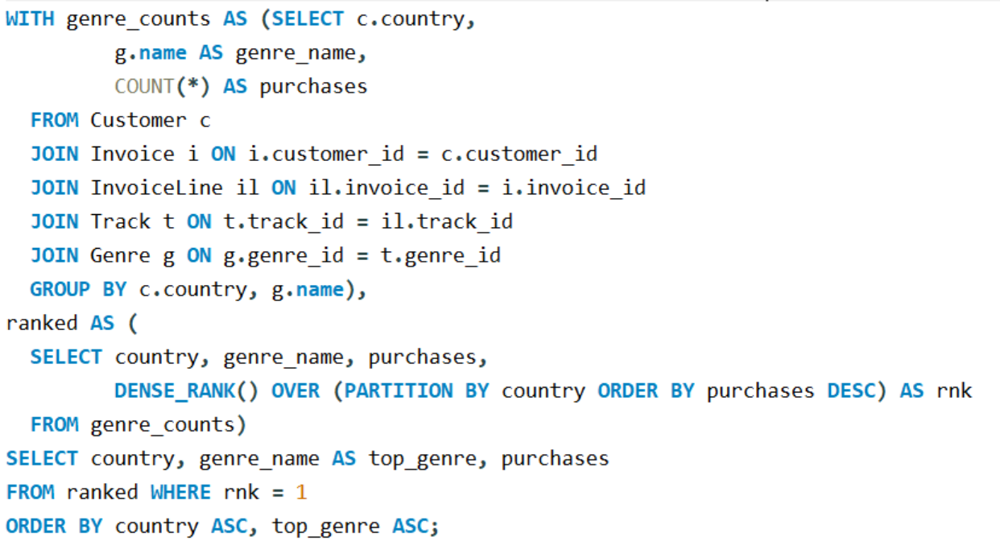 WITH genre_counts AS (SELECT c.country,
         g.name AS genre_name,
         COUNT(*) AS purchases
  FROM Customer c
  JOIN Invoice i ON i.customer_id = c.customer_id
  JOIN InvoiceLine il ON il.invoice_id = i.invoice_id
  JOIN Track t ON t.track_id = il.track_id
  JOIN Genre g ON g.genre_id = t.genre_id
  GROUP BY c.country, g.name),
ranked AS (
  SELECT country, genre_name, purchases,
         DENSE_RANK() OVER (PARTITION BY country ORDER BY purchases DESC) AS rnk
  FROM genre_counts)
SELECT country, genre_name AS top_genre, purchases
FROM ranked WHERE rnk = 1
ORDER BY country ASC, top_genre ASC;